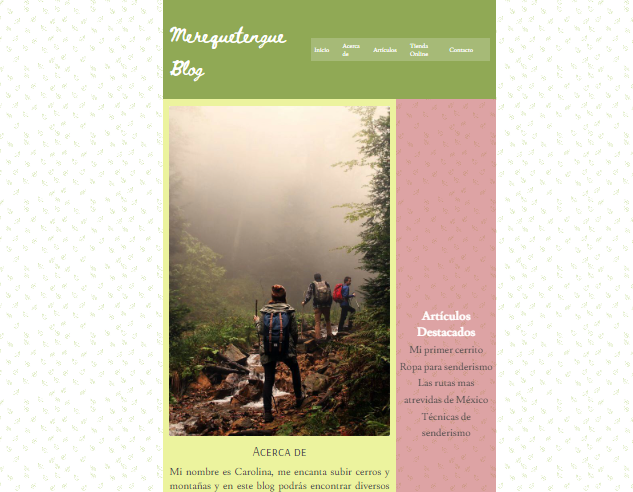 Merequetengue
Blog
Inicio
Acerca
de
Artículos
Tienda
Online
Contacto
Artículos
Destacados
Mi primer cerrito
Ropa para senderismo
Las rutas mas
atrevidas de México
Técnicas de
senderismo
Acerca de
Mi nombre es Carolina, me encanta subir cerros y
montañas y en este blog podrás encontrar diversos